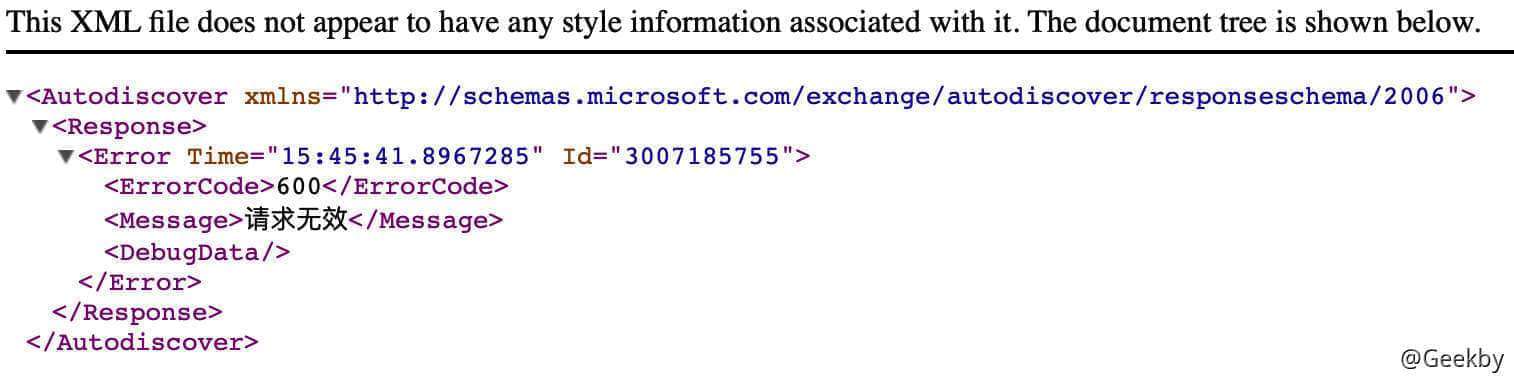 This XML file does not appear to have any style information associated with it. The document tree is shown below.
▼<Autodiscover xmlns="http://schemas.microsoft.com/exchange/autodiscover/responseschema/2006">
▼<Response>
▼<Error Time="15:45:41.8967285" Id="3007185755">
<ErrorCode>600</ErrorCode>
<Message>请求无效</Message>
<DebugData/>
</Error>
</Response>
</Autodiscover>
@Geekby